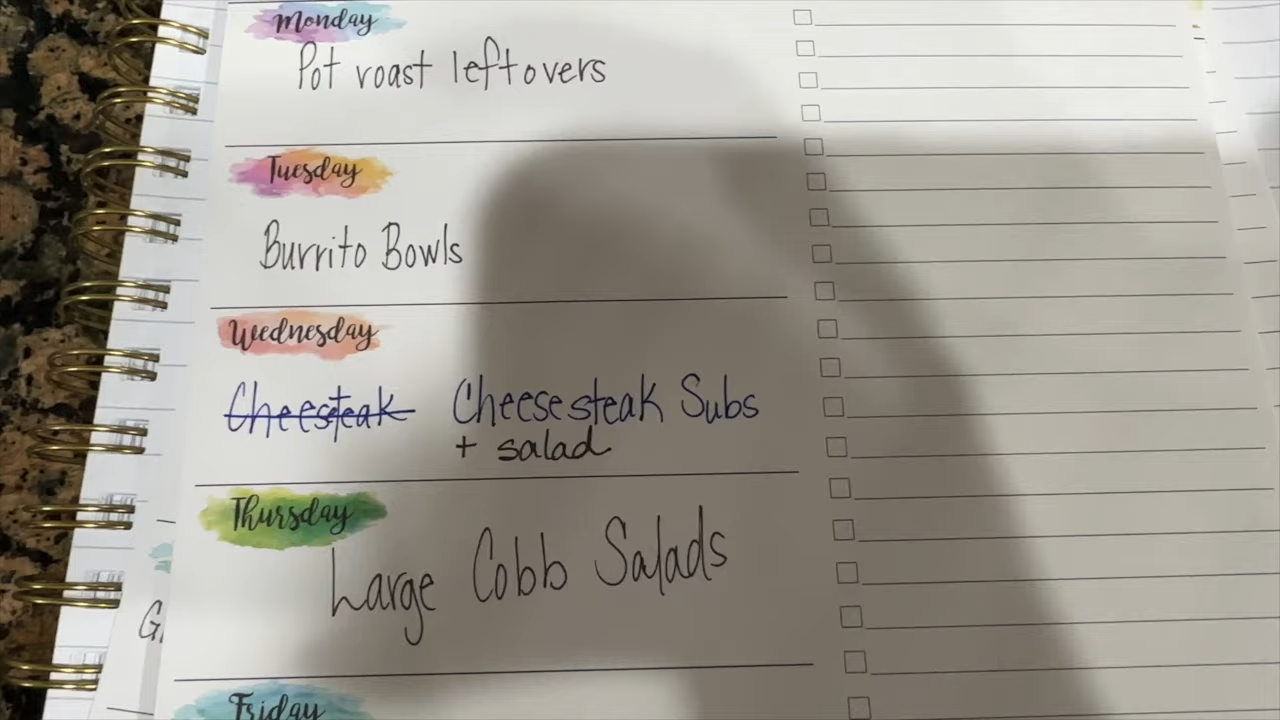 Monday
Pot roast leftovers
Tuesday
Burrito Bowls
Wednesday
Cheesteak Cheesesteak Subs
+ salad
Thursday
Large Cobb Salads
Friday